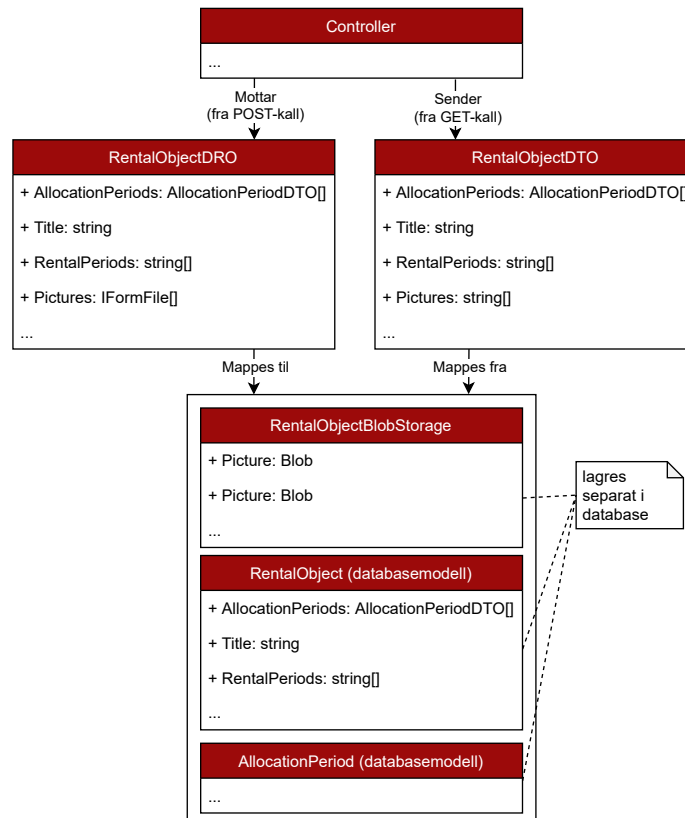 Controller
...
Mottar
(fra POST-kall)
Sender
(fra GET-kall)
RentalObjectDRO
+ AllocationPeriods: AllocationPeriodDTO[]
+ Title: string
+ RentalPeriods: string[]
+ Pictures: IFormFile[]
...
RentalObjectDTO
+ AllocationPeriods: AllocationPeriodDTO[]
+ Title: string
+ RentalPeriods: string[]
+ Pictures: string[]
...
Mappes til
Mappes fra
RentalObjectBlobStorage
+ Picture: Blob
+ Picture: Blob
...
lagres
separat i
database
RentalObject (databasemodell)
+ AllocationPeriods: AllocationPeriodDTO[]
+ Title: string
+ RentalPeriods: string[]
...
AllocationPeriod (databasemodell)
...